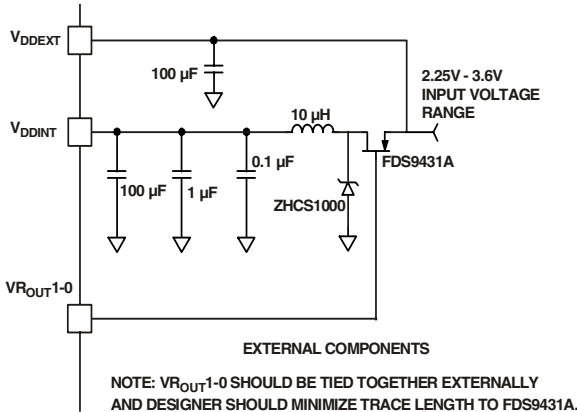 VDDEXT
100 µF
2.25V - 3.6V
INPUT VOLTAGE
RANGE
VDDINT
10 µH
FDS9431A
0.1 µF
100 µF
1 µF
ZHCS1000
VROUT1-0
EXTERNAL COMPONENTS
NOTE: VROUT1-0 SHOULD BE TIED TOGETHER EXTERNALLY
AND DESIGNER SHOULD MINIMIZE TRACE LENGTH TO FDS9431A.